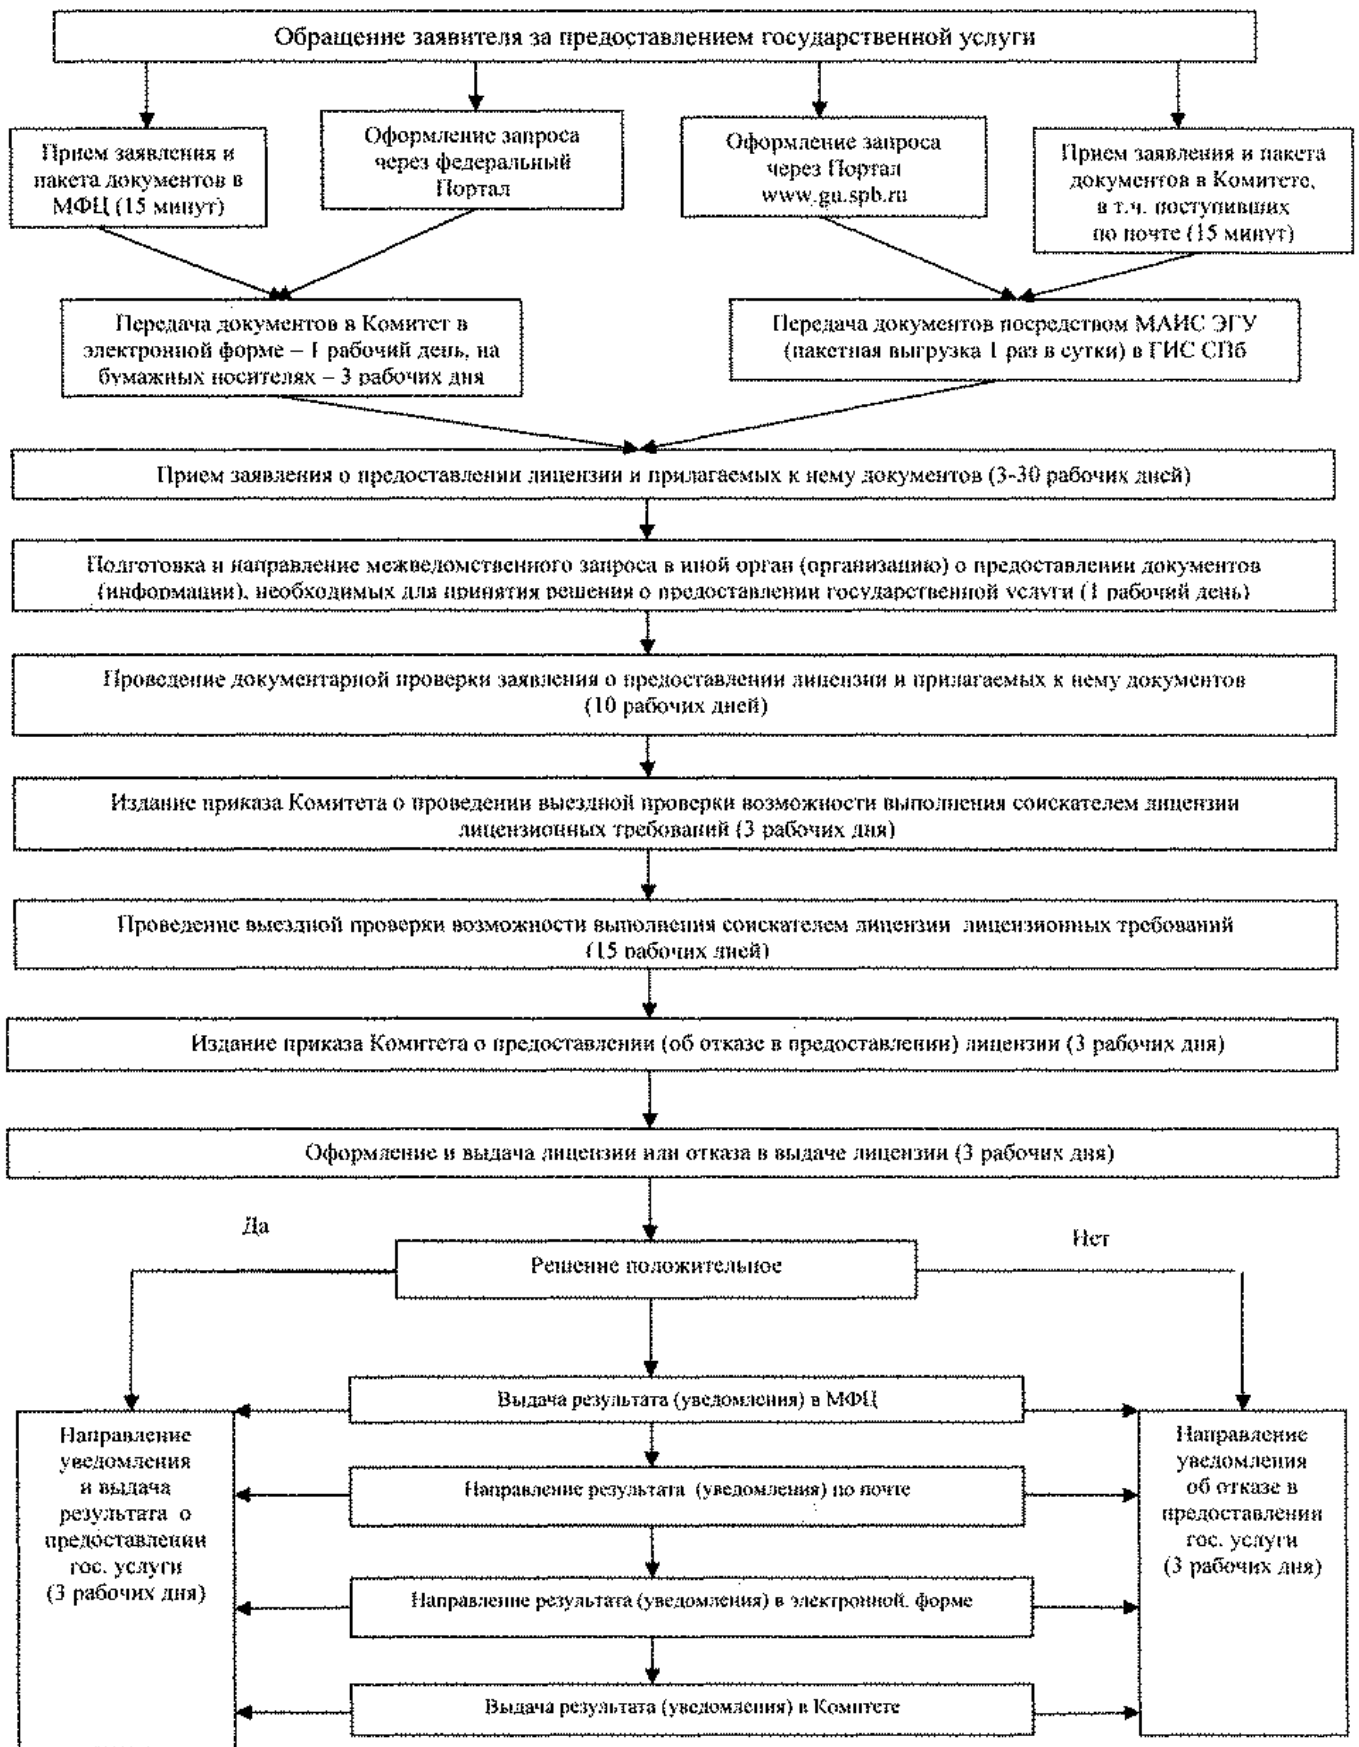 Обращение заявителя за предоставлением государственной услуги
Прием заявления и
пакета документов в
МФЦ (15 минут)
Оформление запроса
через федеральный
Портал
Оформление запроса
через Портал
www.gu.spb.ru
Прием заявления и пакета
документов в Комитете,
в т.ч. поступивших
по почте (15 минут)
Передача документов в Комитет в
электронной форме – 1 рабочий день, на
бумажных носителях – 3 рабочих дня
Передача документов посредством МАИС ЭГУ
(пакетная выгрузка 1 раз в сутки) в ГИС СПб
Прием заявления о предоставлении лицензии и прилагаемых к нему документов (3-30 рабочих дней)
Подготовка и направление межведомственного запроса в иной орган (организацию) о предоставлении документов
(информации), необходимых для принятия решения о предоставлении государственной услуги (1 рабочий день)
Проведение документарной проверки заявления о предоставлении лицензии и прилагаемых к нему документов
(10 рабочих дней)
Издание приказа Комитета о проведении выездной проверки возможности выполнения соискателем лицензии
лицензионных требований (3 рабочих дня)
Проведение выездной проверки возможности выполнения соискателем лицензии лицензионных требований
(15 рабочих дней)
Издание приказа Комитета о предоставлении (об отказе в предоставлении) лицензии (3 рабочих дня)
Оформление и выдача лицензии или отказа в выдаче лицензии (3 рабочих дня)
Да
Нет
Решение положительное
Выдача результата (уведомления) в МФЦ
Направление
уведомления
и выдача
результата о
предоставлении
гос. услуги
(3 рабочих дня)
Направление результата (уведомления) по почте
Направление результата (уведомления) в электронной. форме
Выдача результата (уведомления) в Комитете
Направление
уведомления
об отказе в
предоставлении
гос. услуги
(3 рабочих дня)